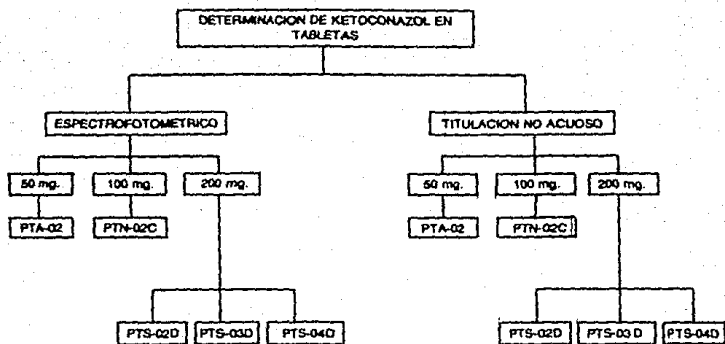 DETERMINACION DE KETOCONAZOL EN
TABLETAS
ESPECTROFOTOMETRICO
TITULACION NO ACUOSO
50 mg.
100 mg.
200 mg.
50 mg.
100 mg.
200 mg.
PTA-02
PTN-02C
PTA-02
PTN-02C
PTS-02D
PTS-03D
PTS-04D
PTS-02D
PTS-03 D
PTS-04D